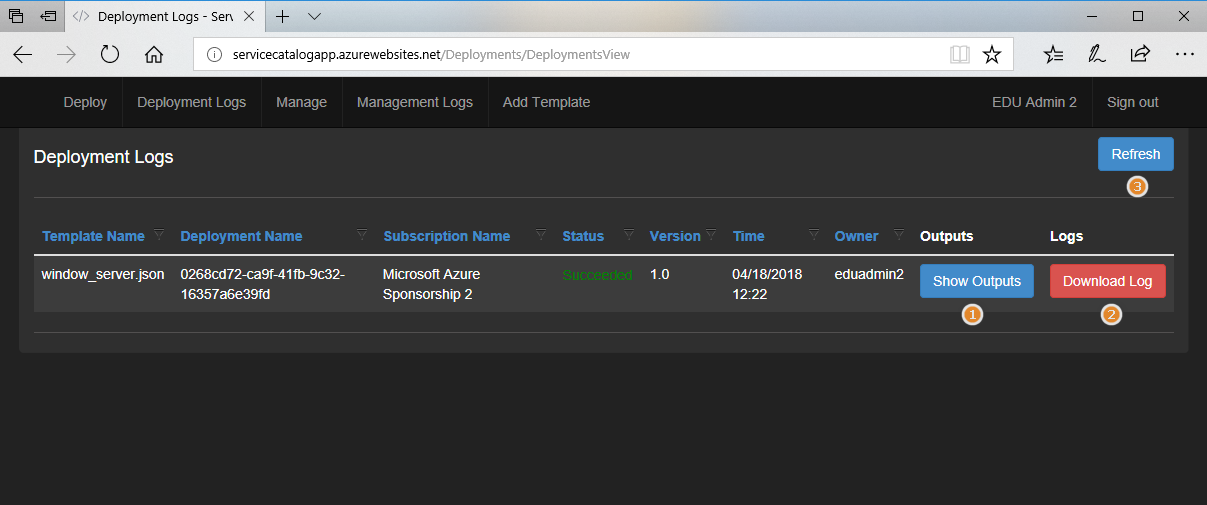 Deployment Logs - Serv
servicecatalogapp.azurewebsites.net/Deployments/DeploymentsView
Deploy Deployment Logs Manage Management Logs Add Template EDU Admin 2 Sign out
Deployment Logs Refresh
3
Template Name Deployment Name Subscription Name Status Version Time Owner Outputs Logs
window_server.json 0268cd72-ca9f-41fb-9c32- Microsoft Azure Succeeded 1.0 04/18/2018 eduadmin2 Show Outputs Download Log
16357a6e39fd Sponsorship 2 12:22
1 2